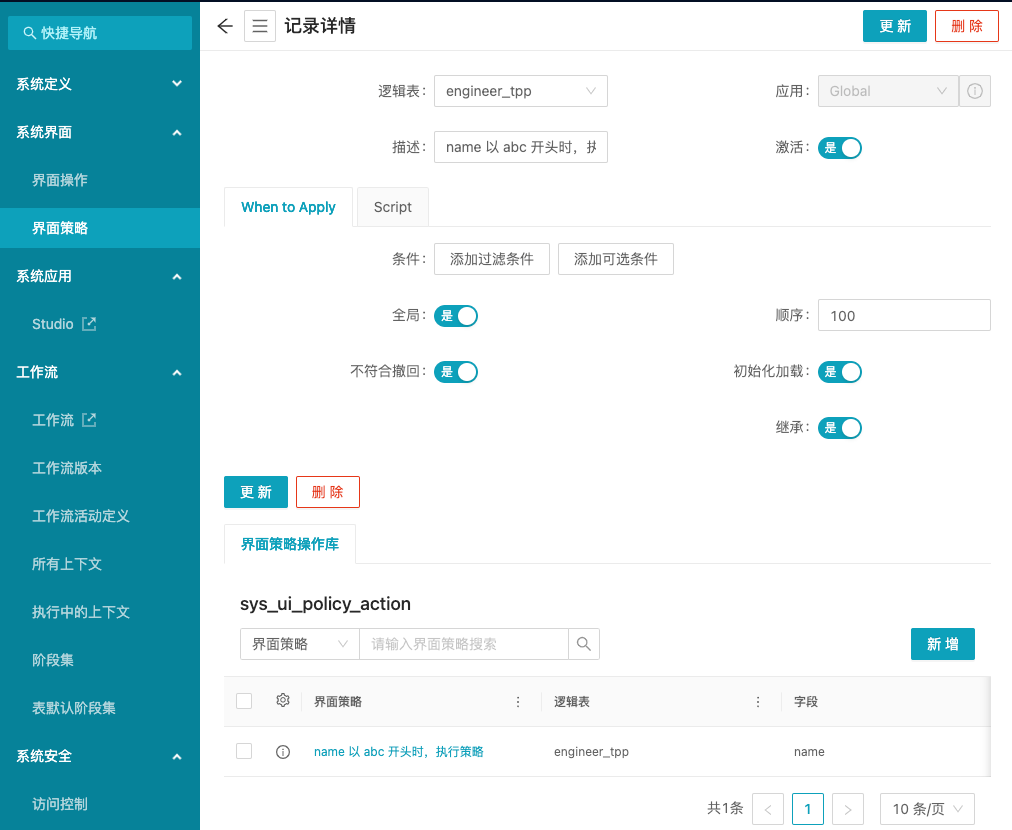 快捷导航
系统定义
系统界面
界面操作
界面策略
系统应用
Studio
工作流
工作流
工作流版本
工作流活动定义
所有上下文
执行中的上下文
阶段集
表默认阶段集
系统安全
访问控制
记录详情
更 新 删 除
逻辑表: engineer_tpp 应用: Global
描述: name 以 abc 开头时，执 激活: 是
When to Apply Script
条件: 添加过滤条件 添加可选条件
全局: 是 顺序: 100
不符合撤回: 是 初始化加载: 是
继承: 是
更 新 删 除
界面策略操作库
sys_ui_policy_action
界面策略 请输入界面策略搜索 新 增
界面策略 逻辑表 字段
name 以 abc 开头时，执行策略 engineer_tpp name
共1条 < 1 > 10 条/页